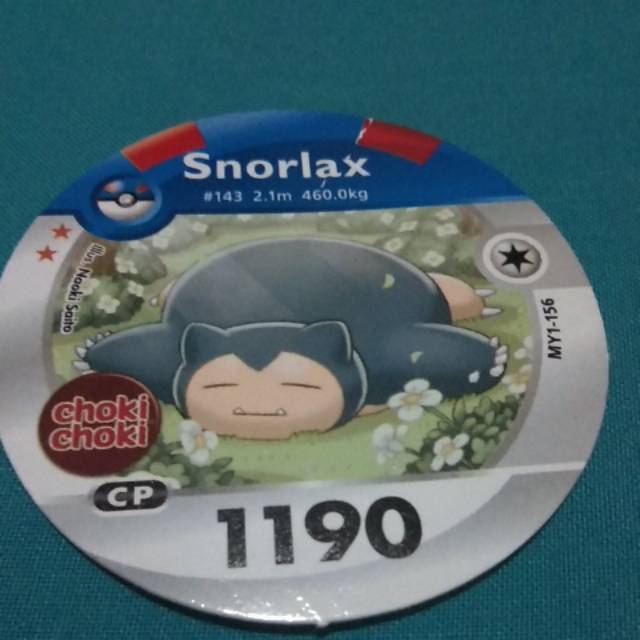 Snorlax
#143 2.1m 460.0kg
Illus. Naoki Saito
MY1-156
choki
choki
CP
1190